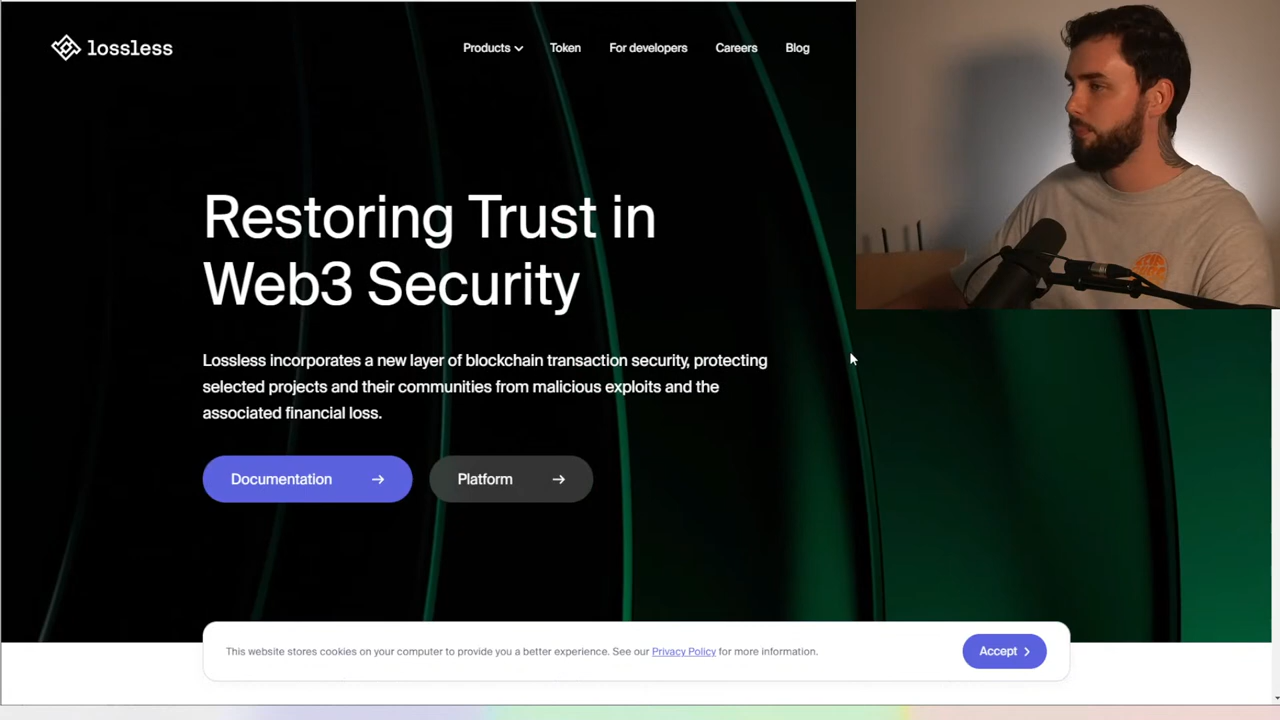 lossless
Products
Token
For developers
Careers
Blog
Restoring Trust in
Web3 Security
Lossless incorporates a new layer of blockchain transaction security, protecting
selected projects and their communities from malicious exploits and the
associated financial loss.
Documentation
Platform
This website stores cookies on your computer to provide you a better experience. See our Privacy Policy for more information.
Accept